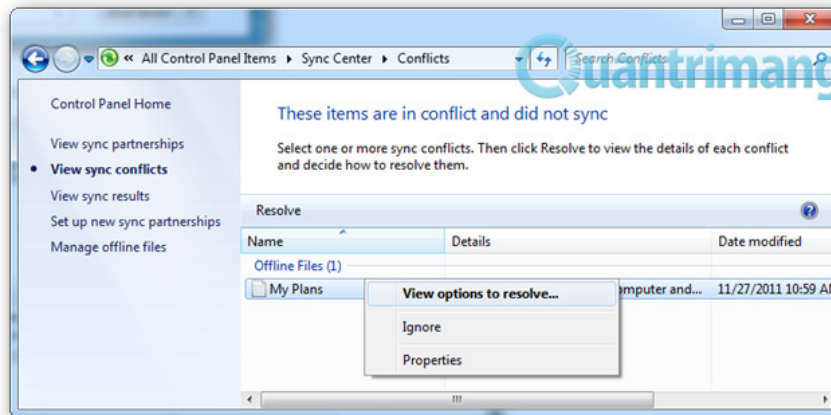 « All Control Panel Items ▸ Sync Center ▸ Conflicts
Search Conflicts
Quantrimang
Control Panel Home
View sync partnerships
View sync conflicts
View sync results
Set up new sync partnerships
Manage offline files
These items are in conflict and did not sync
Select one or more sync conflicts. Then click Resolve to view the details of each conflict
and decide how to resolve them.
Resolve
Name Details Date modified
Offline Files (1)
My Plans omputer and... 11/27/2011 10:59 AM
View options to resolve...
Ignore
Properties